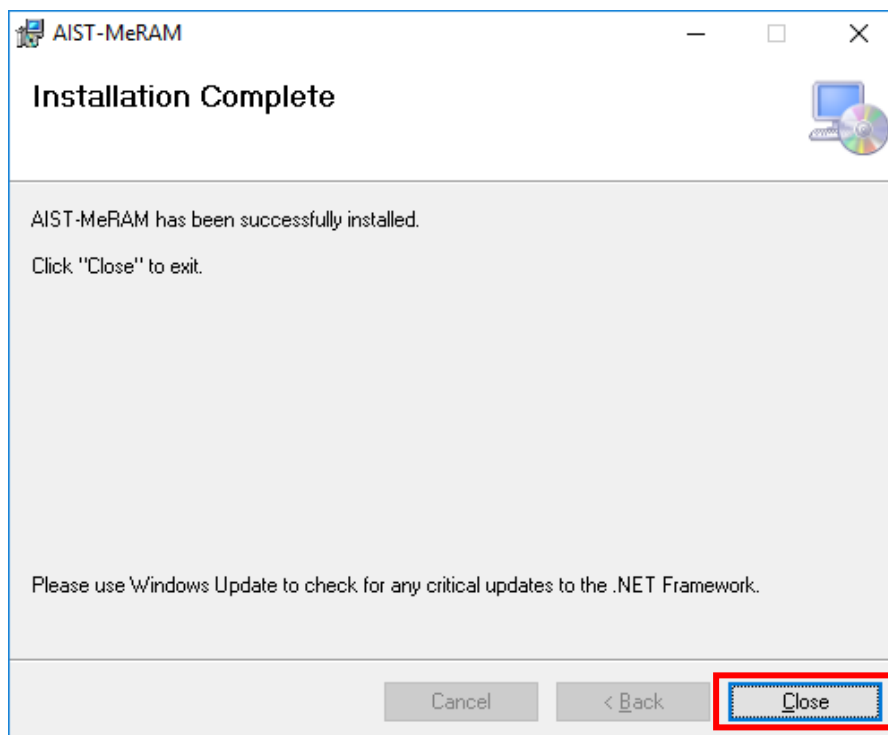 AIST-MeRAM
Installation Complete
AIST-MeRAM has been successfully installed.
Click "Close" to exit.
Please use Windows Update to check for any critical updates to the .NET Framework.
Cancel
< Back
Close